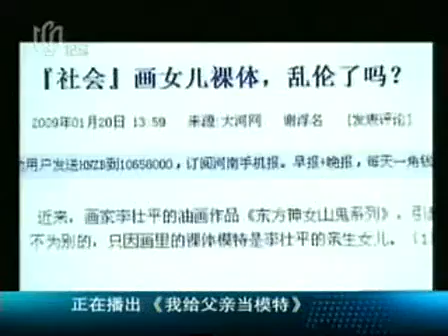 『社会』画女儿裸体，乱伦了吗？
2009年01月20日 13:59 来源:大河网 谢浮名 [发表评论]
用户发送HNZB到10658000，订阅河南手机报。早报+晚报，每天一角钱
近来，画家李壮平的油画作品《东方神女山鬼系列》，引
不为别的，只因画里的裸体模特是李壮平的亲生女儿。（1
正在播出 《我给父亲当模特》